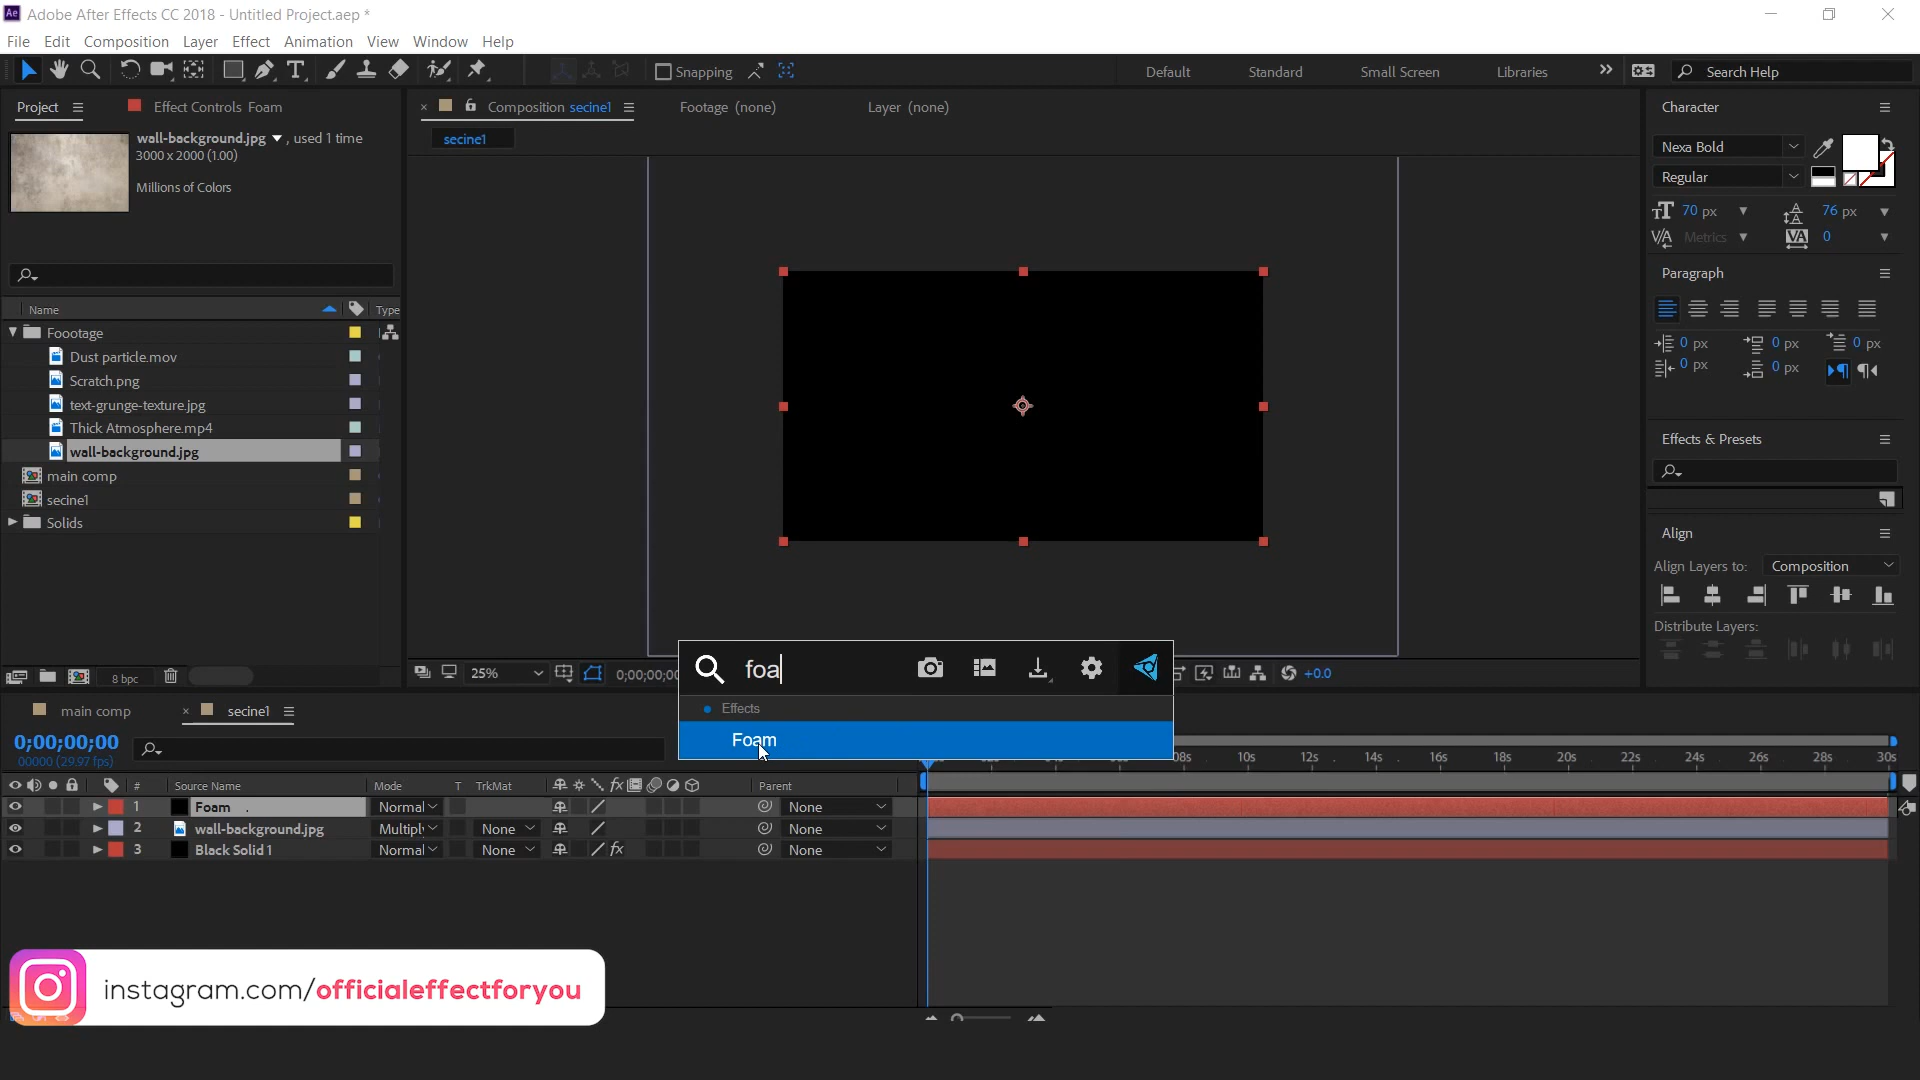 Adobe After Effects CC 2018 - Untitled Project.aep *
File Edit Composition Layer Effect Animation View Window Help
Snapping
Default Standard Small Screen Libraries Search Help
Project Effect Controls Foam
Composition secine1 Footage (none) Layer (none)
secine1
wall-background.jpg , used 1 time
3000 x 2000 (1.00)
Millions of Colors
Name Type
Foootage
Dust particle.mov
Scratch.png
text-grunge-texture.jpg
Thick Atmosphere.mp4
wall-background.jpg
main comp
secine1
Solids
8 bpc
25% 0;00;00;00 +0.0
foa
Effects
Foam
Character
Nexa Bold
Regular
70 px 76 px
Metrics 0
Paragraph
0 px 0 px 0 px
0 px 0 px
Effects & Presets
Align
Align Layers to: Composition
Distribute Layers:
main comp secine1
0;00;00;00
00000 (29.97 fps)
08s 10s 12s 14s 16s 18s 20s 22s 24s 26s 28s 30s
# Source Name Mode T TrkMat fx Parent
1 Foam Normal None
2 wall-background.jpg Multipl None None
3 Black Solid 1 Normal None fx None
instagram.com/officialeffectforyou